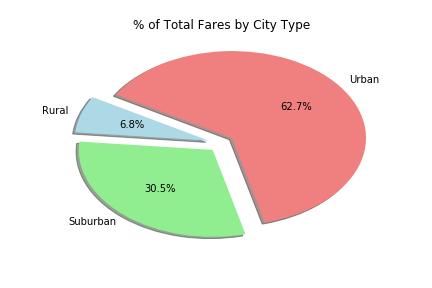 % of Total Fares by City Type
Urban
62.7%
Rural
6.8%
30.5%
Suburban